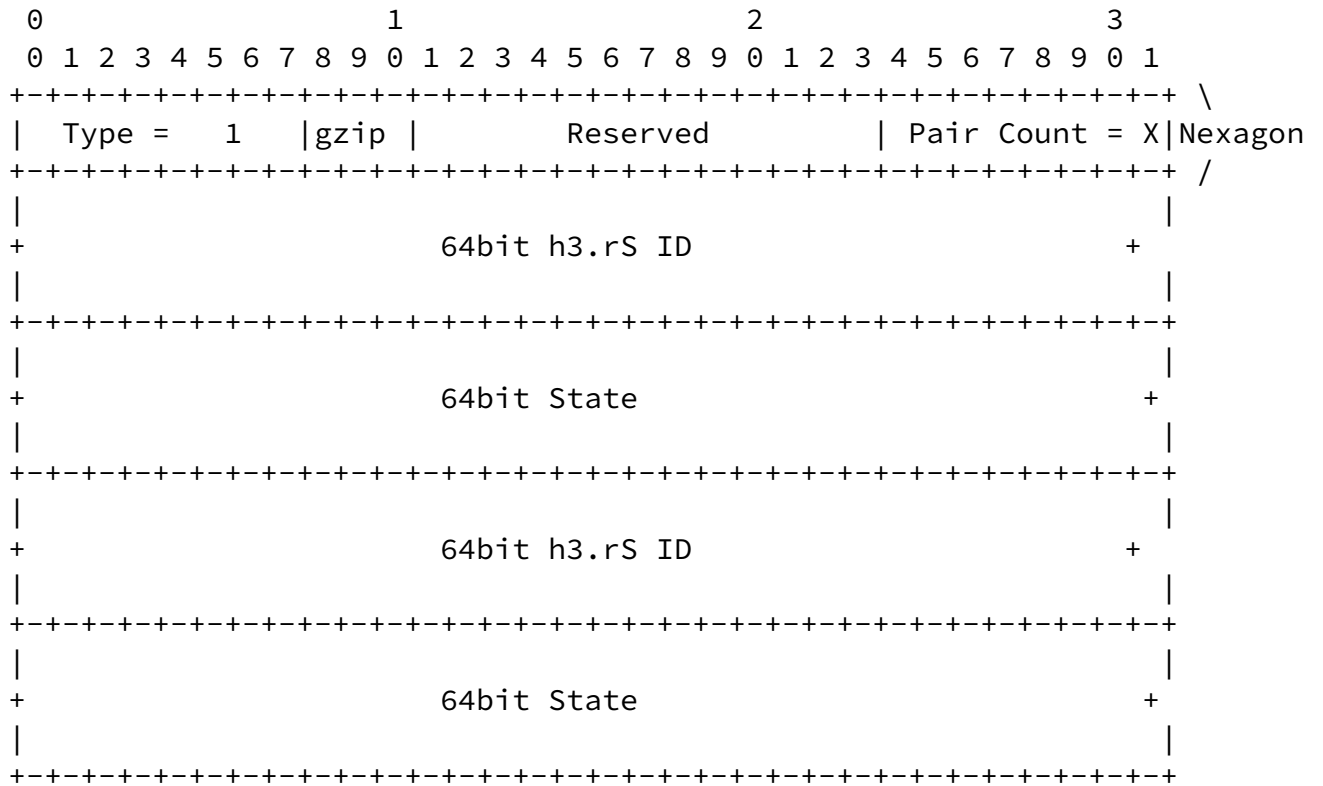 0                   1                   2                   3
 0 1 2 3 4 5 6 7 8 9 0 1 2 3 4 5 6 7 8 9 0 1 2 3 4 5 6 7 8 9 0 1
+-+-+-+-+-+-+-+-+-+-+-+-+-+-+-+-+-+-+-+-+-+-+-+-+-+-+-+-+-+-+-+-+ \
|  Type =   1   |gzip |        Reserved         | Pair Count = X|Nexagon
+-+-+-+-+-+-+-+-+-+-+-+-+-+-+-+-+-+-+-+-+-+-+-+-+-+-+-+-+-+-+-+-+ /
|                                                               |
+                       64bit h3.rS ID                        +
|                                                               |
+-+-+-+-+-+-+-+-+-+-+-+-+-+-+-+-+-+-+-+-+-+-+-+-+-+-+-+-+-+-+-+-+
|                                                               |
+                       64bit State                            +
|                                                               |
+-+-+-+-+-+-+-+-+-+-+-+-+-+-+-+-+-+-+-+-+-+-+-+-+-+-+-+-+-+-+-+-+
|                                                               |
+                       64bit h3.rS ID                        +
|                                                               |
+-+-+-+-+-+-+-+-+-+-+-+-+-+-+-+-+-+-+-+-+-+-+-+-+-+-+-+-+-+-+-+-+
|                                                               |
+                       64bit State                            +
|                                                               |
+-+-+-+-+-+-+-+-+-+-+-+-+-+-+-+-+-+-+-+-+-+-+-+-+-+-+-+-+-+-+-+-+